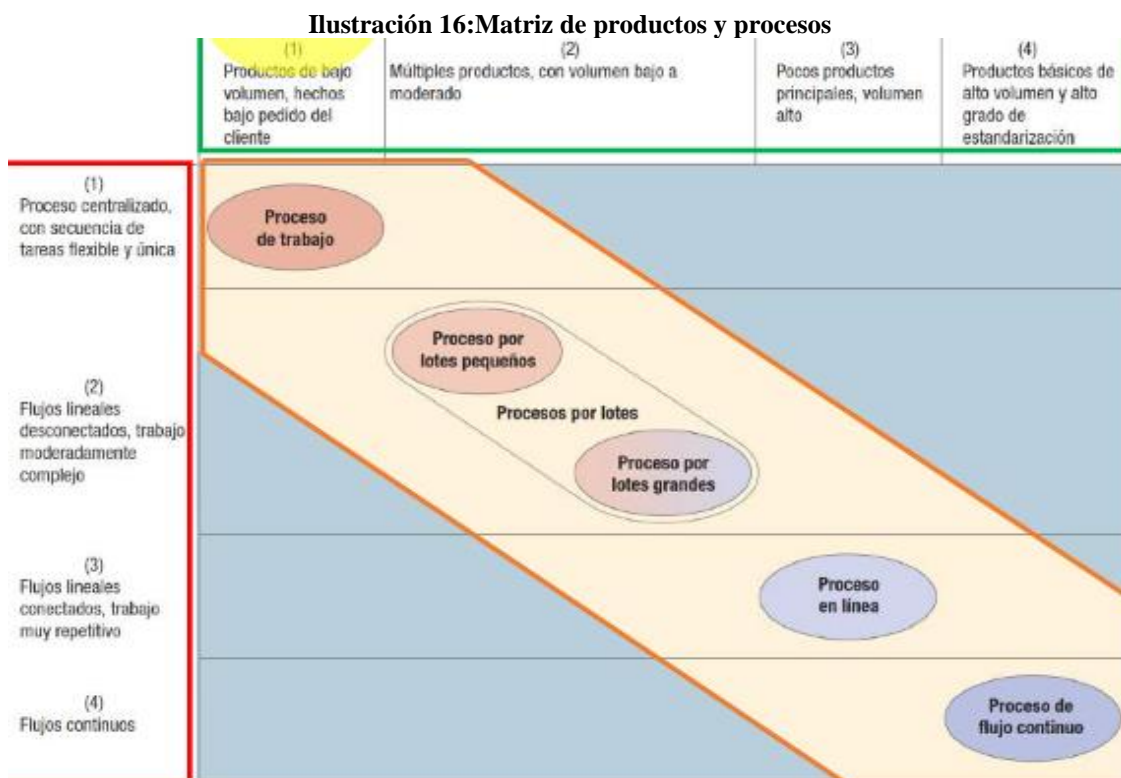 Ilustración 16:Matriz de productos y procesos
(1)
Productos de bajo
volumen, hechos
bajo pedido del
cliente
(2)
Múltiples productos, con volumen bajo a
moderado
(3)
Pocos productos
principales, volumen
alto
(4)
Productos básicos de
alto volumen y alto
grado de
estandarización
(1)
Proceso centralizado,
con secuencia de
tareas flexible y única
Proceso
de trabajo
(2)
Flujos lineales
desconectados, trabajo
moderadamente
complejo
Proceso por
lotes pequeños
Procesos por lotes
Proceso por
lotes grandes
(3)
Flujos lineales
conectados, trabajo
muy repetitivo
Proceso
en línea
(4)
Flujos continuos
Proceso de
flujo continuo